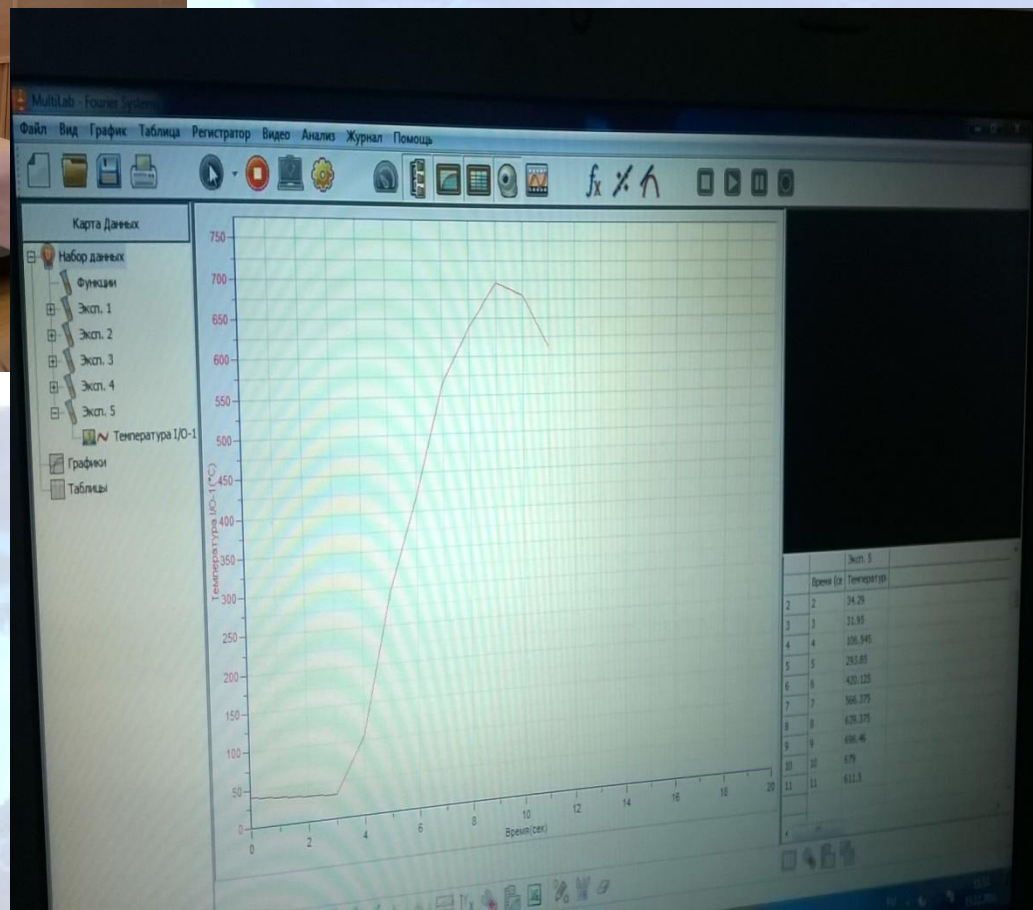 MultiLab - Fourier Systems
Файл Вид График Таблица Регистратор Видео Анализ Журнал Помощь
Карта Данных
Набор данных
Функции
Эксп. 1
Эксп. 2
Эксп. 3
Эксп. 4
Эксп. 5
Температура I/O-1
Графики
Таблицы
Температура I/O-1(°C)
750
700
650
600
550
500
450
400
350
300
250
200
150
100
50
0
0 2 4 6 8 10 12 14 16 18 20
Время(сек)
Эксп. 5
Время (се Температур
2 2 34.29
3 3 31.95
4 4 106.545
5 5 293.85
6 6 420.125
7 7 566.375
8 8 629.375
9 9 686.46
10 10 679
11 11 611.5